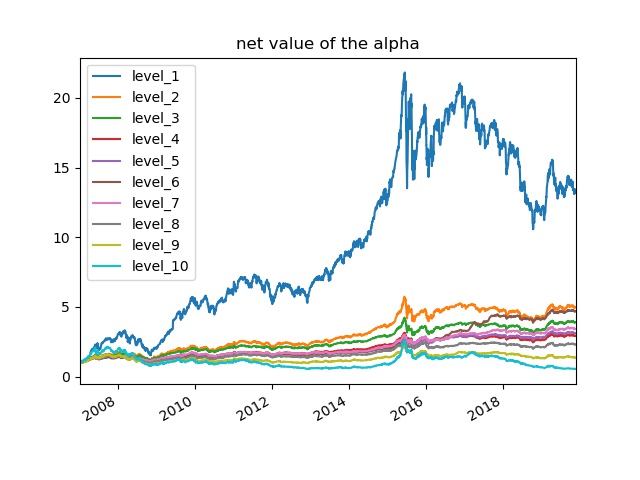 net value of the alpha
level_1
level_2
level_3
level_4
level_5
level_6
level_7
level_8
level_9
level_10
20
15
10
5
0
2008 2010 2012 2014 2016 2018